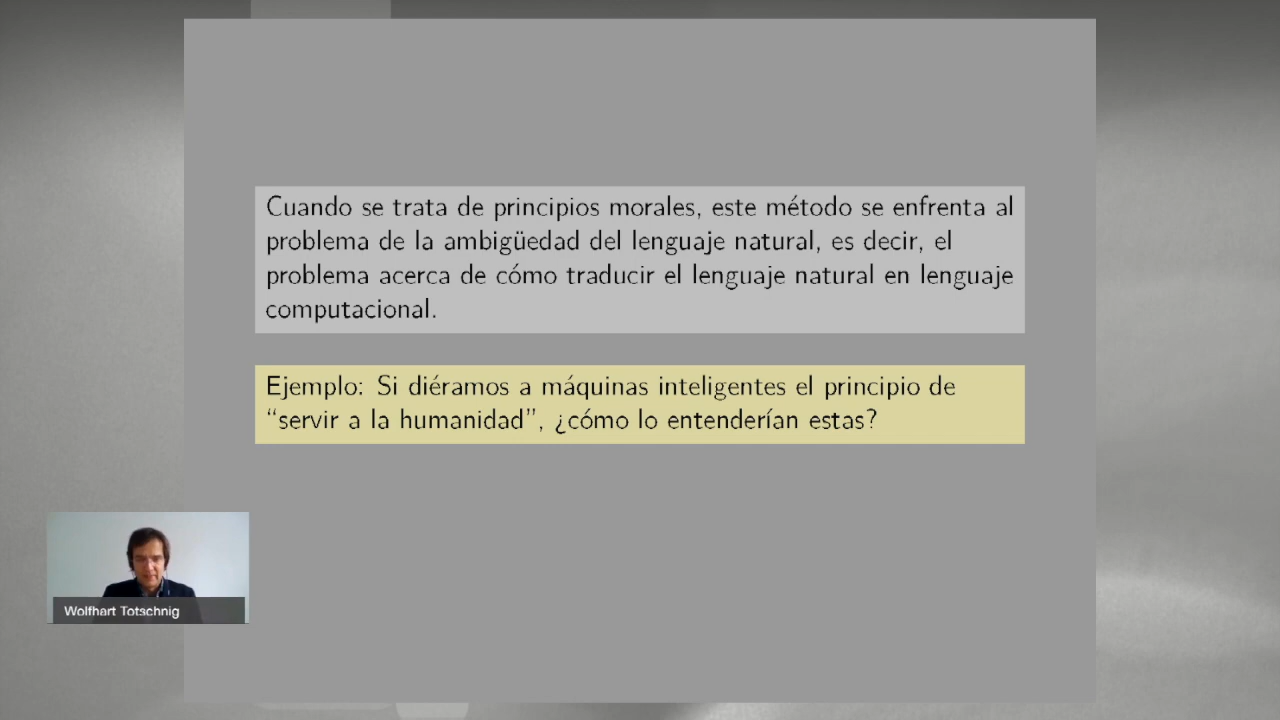 Cuando se trata de principios morales, este método se enfrenta al
problema de la ambigüedad del lenguaje natural, es decir, el
problema acerca de cómo traducir el lenguaje natural en lenguaje
computacional.
Ejemplo: Si diéramos a máquinas inteligentes el principio de
“servir a la humanidad”, ¿cómo lo entenderían estas?
Wolfhart Totschnig